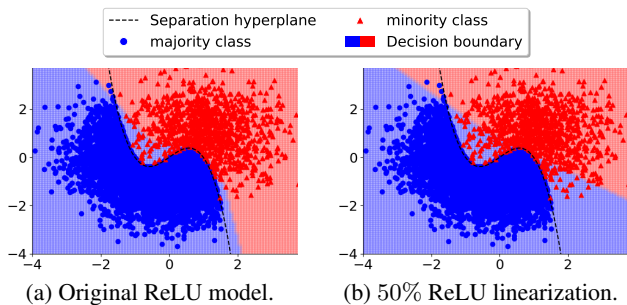 Separation hyperplane
minority class
majority class
Decision boundary
2
0
−2
−4
−4
−2
0
2
2
0
−2
−4
−4
−2
0
2
(a) Original ReLU model.
(b) 50% ReLU linearization.